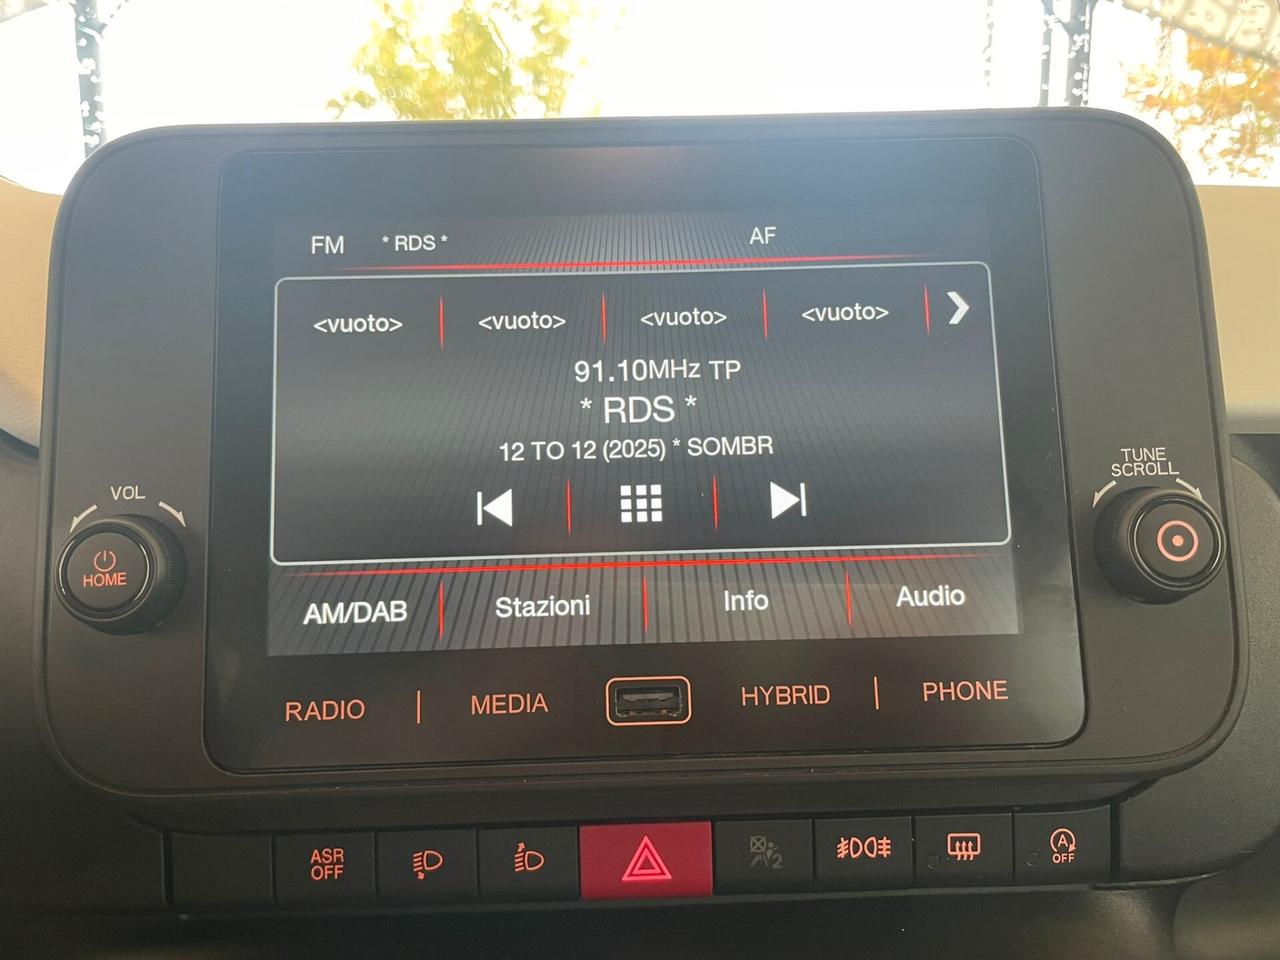 FM * RDS * AF
<vuoto> <vuoto> <vuoto> <vuoto>
91.10MHz TP
* RDS *
12 TO 12 (2025) * SOMBR
VOL
TUNE
SCROLL
HOME
AM/DAB Stazioni Info Audio
RADIO MEDIA HYBRID PHONE
ASR
OFF
2
A
OFF